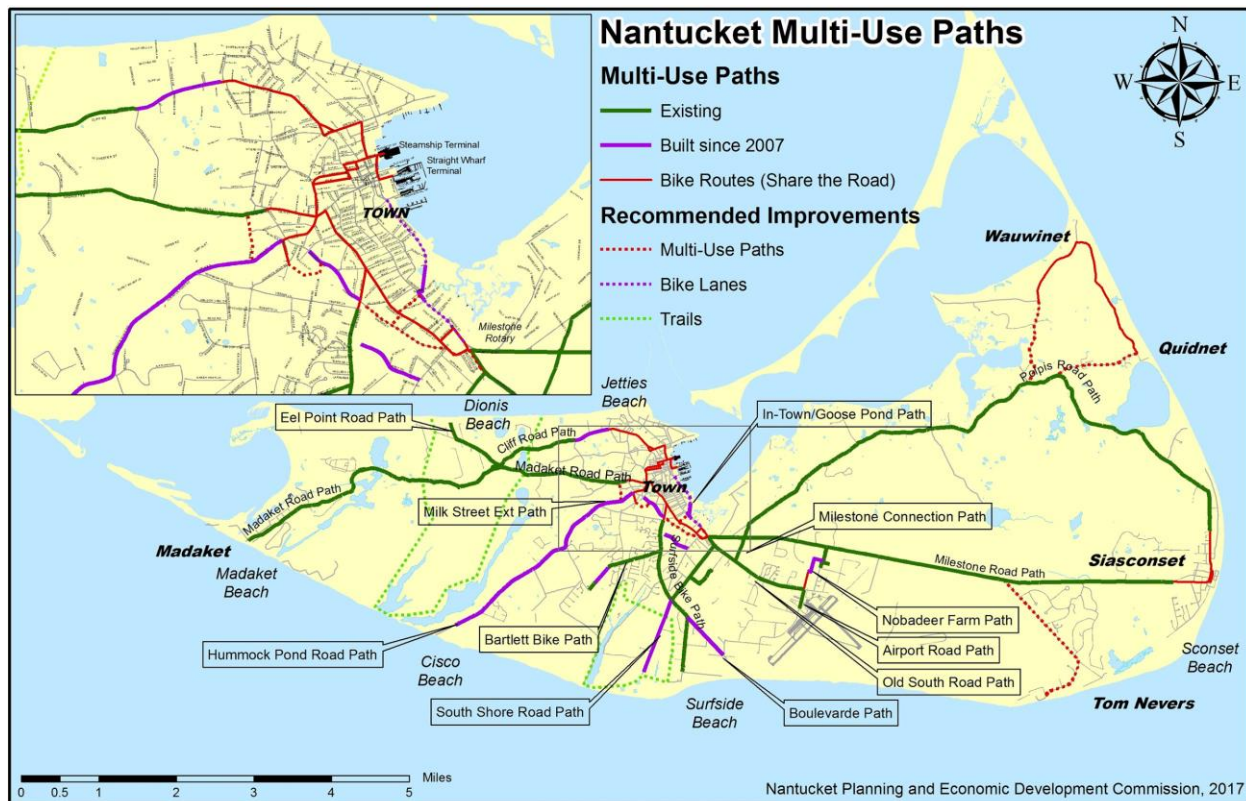 Nantucket Multi-Use Paths
Multi-Use Paths
Existing
Built since 2007
Bike Routes (Share the Road)
Recommended Improvements
Multi-Use Paths
Bike Lanes
Trails
N
W
E
S
Steamship Terminal
Straight Wharf
Terminal
TOWN
Milestone
Rotary
Wauwinet
Quidnet
Polpis Road Path
Jetties
Beach
Dionis
Beach
Eel Point Road Path
In-Town/Goose Pond Path
Cliff Road Path
Madaket Road Path
Madaket Road Path
Town
Milk Street Ext Path
Milestone Connection Path
Madaket
Madaket
Beach
Surfside Bike Path
Milestone Road Path
Siasconset
Hummock Pond Road Path
Bartlett Bike Path
Nobadeer Farm Path
Airport Road Path
Old South Road Path
Cisco
Beach
Sconset
Beach
South Shore Road Path
Surfside
Beach
Boulevarde Path
Tom Nevers
Miles
0 0.5 1 2 3 4 5
Nantucket Planning and Economic Development Commission, 2017